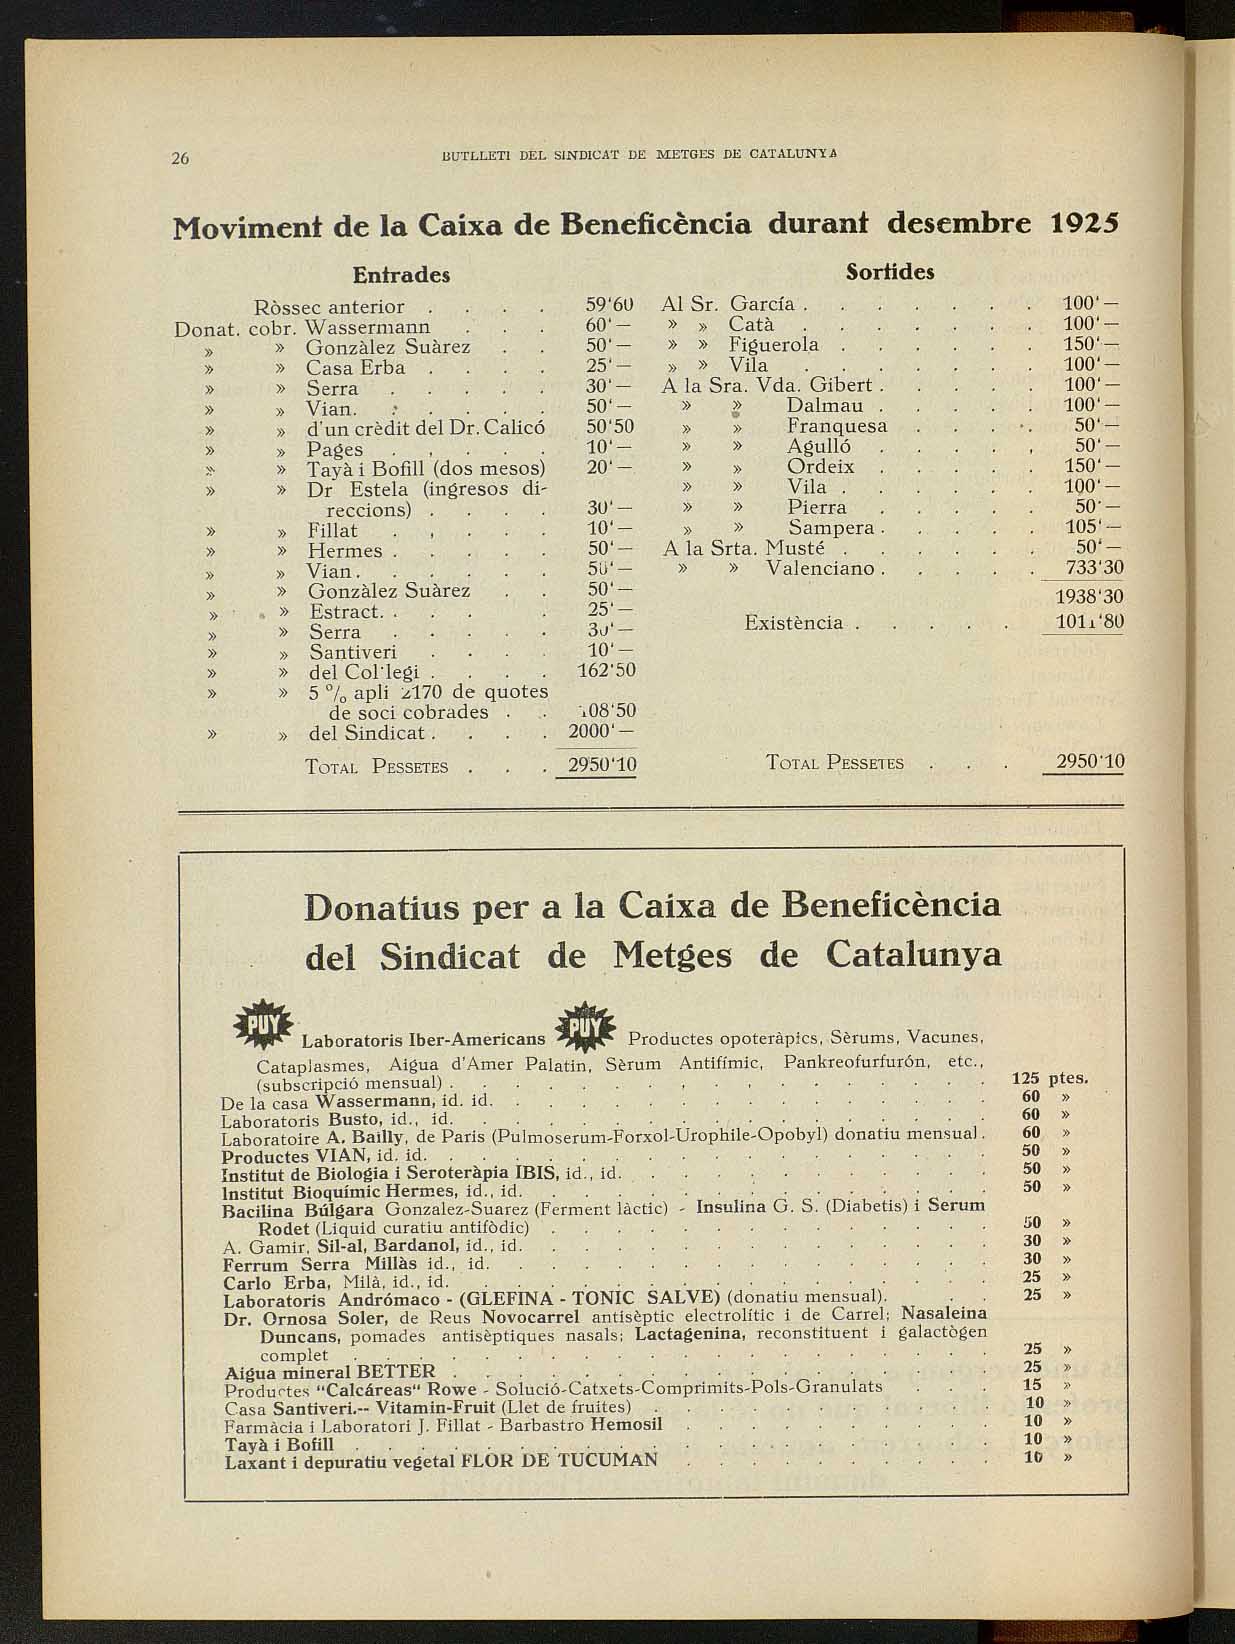 26
BUTLLETI DEL SINDICAT DE METGES DE CATALUNYA
Moviment de la Caixa de Beneficència durant desembre 1925
Entrades
Ròssec anterior . . . . 59'60
Donat. cobr. Wassermann . . . 60'—
» » Gonzàlez Suàrez . . 50'—
» » Casa Erba . . . . 25'—
» » Serra . . . . . 30'—
» » Vian. . . . . . 50'—
» » d'un crèdit del Dr. Calicó 50'50
» » Pages . . . . . 10'—
» » Tayà i Bofill (dos mesos) 20'—
» » Dr Estela (ingresos di-
reccions) . . . . 30'—
» » Fillat . . . . . 10'—
» » Hermes . . . . . 50'—
» » Vian. . . . . . 50'—
» » Gonzàlez Suàrez . . 50'—
» » Estract. . . . . 25'—
» » Serra . . . . . 30'—
» » Santiveri . . . . 10'—
» » del Col·legi . . . . 162'50
» » 5 % apli 2170 de quotes
de soci cobrades . . 108'50
» » del Sindicat . . . . 2000'—
TOTAL PESSETES . . . 2950'10
Sortides
Al Sr. García . . . . . . . 100'—
» » Catà . . . . . . . 100'—
» » Figuerola . . . . . . 150'—
» » Vila . . . . . . . 100'—
A la Sra. Vda. Gibert . . . . . 100'—
» » Dalmau . . . . . 100'—
» » Franquesa . . . . 50'—
» » Agulló . . . . . 50'—
» » Ordeix . . . . . 150'—
» » Vila . . . . . . 100'—
» » Pierra . . . . . 50'—
» » Sampera . . . . . 105'—
A la Srta. Musté . . . . . . 50'—
» » Valenciano . . . . . 733'30
1938'30
Existència . . . . . 1011'80
TOTAL PESSETES . . . 2950'10
Donatius per a la Caixa de Beneficència
del Sindicat de Metges de Catalunya
PUY Laboratoris Iber-Americans PUY Productes opoteràpics, Sèrums, Vacunes,
Cataplasmes, Aigua d'Amer Palatin, Sèrum Antifímic, Pankreofurfurón, etc.,
(subscripció mensual) . . . . . . . . . . . . . . . . . 125 ptes.
De la casa Wassermann, id. id. . . . . . . . . . . . . . . . 60 »
Laboratoris Busto, id., id. . . . . . . . . . . . . . . . . 60 »
Laboratoire A. Bailly, de Paris (Pulmoserum-Forxol-Urophile-Opobyl) donatiu mensual . 60 »
Productes VIAN, id. id. . . . . . . . . . . . . . . . . . 50 »
Institut de Biologia i Seroteràpia IBIS, id., id. . . . . . . . . . . . 50 »
Institut Bioquímic Hermes, id., id. . . . . . . . . . . . . . . 50 »
Bacilina Búlgara Gonzalez-Suarez (Ferment làctic) - Insulina G. S. (Diabetis) i Serum
Rodet (Liquid curatiu antifòdic) . . . . . . . . . . . . . . 50 »
A. Gamir, Sil-al, Bardanol, id., id. . . . . . . . . . . . . . . 30 »
Ferrum Serra Millàs id., id. . . . . . . . . . . . . . . . 30 »
Carlo Erba, Milà, id., id. . . . . . . . . . . . . . . . . 25 »
Laboratoris Andrómaco - (GLEFINA - TONIC SALVE) (donatiu mensual). . . 25 »
Dr. Ornosa Soler, de Reus Novocarrel antisèptic electrolític i de Carrel; Nasaleina
Duncans, pomades antisèptiques nasals; Lactagenina, reconstituent i galactògen
complet . . . . . . . . . . . . . . . . . . . . 25 »
Aigua mineral BETTER . . . . . . . . . . . . . . . . . 25 »
Productes "Calcáreas" Rowe - Solució-Catxets-Comprimits-Pols-Granulats . . . 15 »
Casa Santiveri.-- Vitamin-Fruit (Llet de fruites) . . . . . . . . . . . 10 »
Farmàcia i Laboratori J. Fillat - Barbastro Hemosil . . . . . . . . . . 10 »
Tayà i Bofill . . . . . . . . . . . . . . . . . . . . 10 »
Laxant i depuratiu vegetal FLOR DE TUCUMAN . . . . . . . . . . 10 »